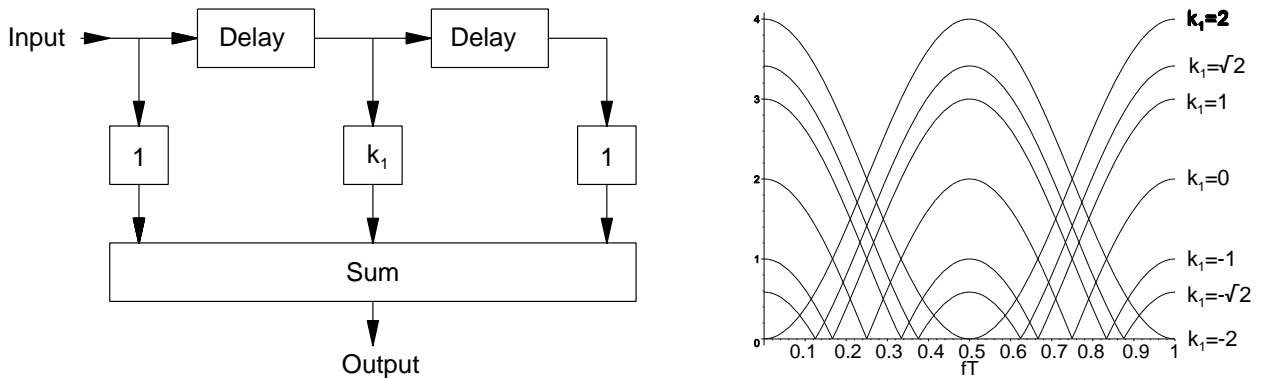 Input
Delay
Delay
1
k₁
1
Sum
Output
4
3
2
1
0
0.1 0.2 0.3 0.4 0.5 0.6 0.7 0.8 0.9 1
fT
k₁=2
k₁=√2
k₁=1
k₁=0
k₁=-1
k₁=-√2
k₁=-2